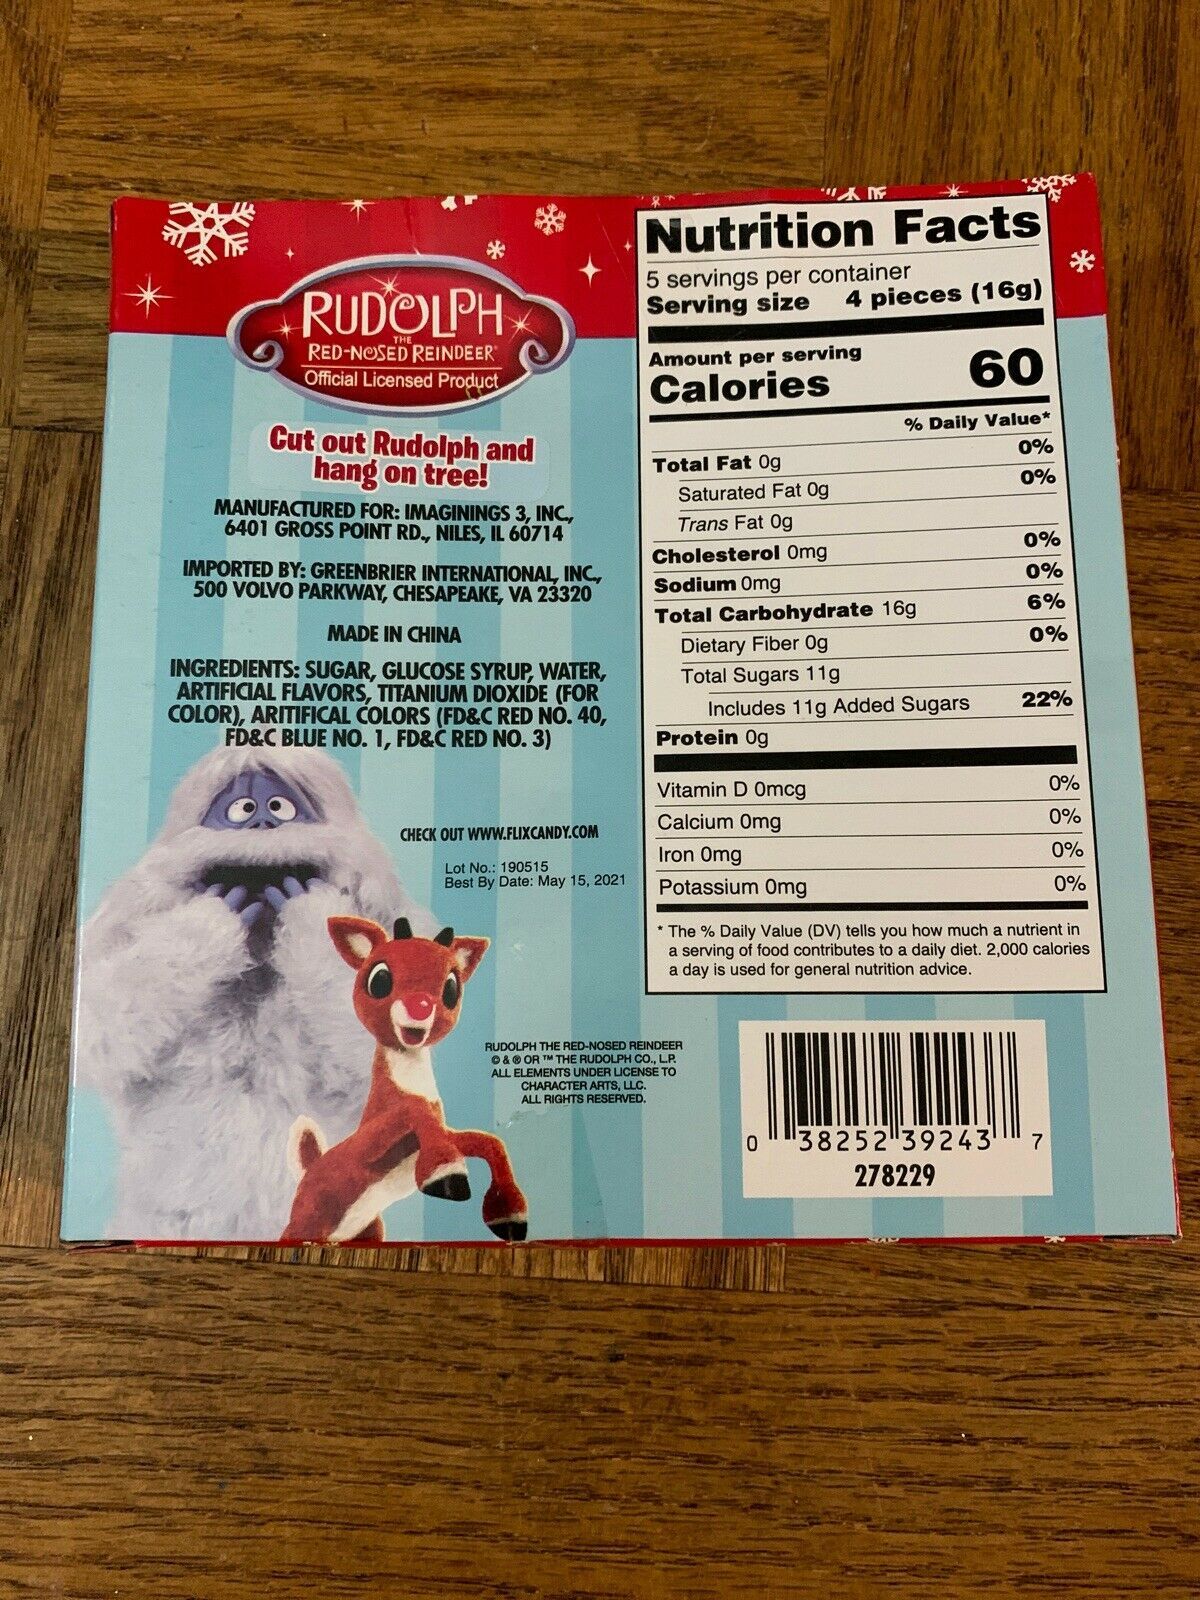 RUDOLPH
THE
RED-NOSED REINDEER®
Official Licensed Product
Cut out Rudolph and
hang on tree!
MANUFACTURED FOR: IMAGININGS 3, INC.,
6401 GROSS POINT RD., NILES, IL 60714
IMPORTED BY: GREENBRIER INTERNATIONAL, INC.,
500 VOLVO PARKWAY, CHESAPEAKE, VA 23320
MADE IN CHINA
INGREDIENTS: SUGAR, GLUCOSE SYRUP, WATER,
ARTIFICIAL FLAVORS, TITANIUM DIOXIDE (FOR
COLOR), ARITIFICAL COLORS (FD&C RED NO. 40,
FD&C BLUE NO. 1, FD&C RED NO. 3)
CHECK OUT WWW.FLIXCANDY.COM
Lot No.: 190515
Best By Date: May 15, 2021
RUDOLPH THE RED-NOSED REINDEER
© & ® OR ™ THE RUDOLPH CO., L.P.
ALL ELEMENTS UNDER LICENSE TO
CHARACTER ARTS, LLC.
ALL RIGHTS RESERVED.
Nutrition Facts
5 servings per container
Serving size 4 pieces (16g)
Amount per serving
Calories 60
% Daily Value*
Total Fat 0g 0%
Saturated Fat 0g 0%
Trans Fat 0g
Cholesterol 0mg 0%
Sodium 0mg 0%
Total Carbohydrate 16g 6%
Dietary Fiber 0g 0%
Total Sugars 11g
Includes 11g Added Sugars 22%
Protein 0g
Vitamin D 0mcg 0%
Calcium 0mg 0%
Iron 0mg 0%
Potassium 0mg 0%
* The % Daily Value (DV) tells you how much a nutrient in
a serving of food contributes to a daily diet. 2,000 calories
a day is used for general nutrition advice.
0 38252 39243 7
278229